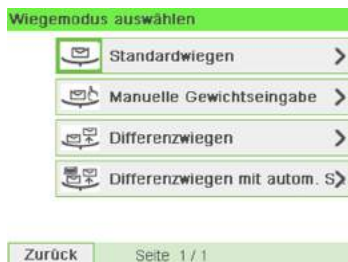 Wiegemodus auswählen
Standardwiegen
Manuelle Gewichtseingabe
Differenzwiegen
Differenzwiegen mit autom. S
Zurück
Seite 1/1